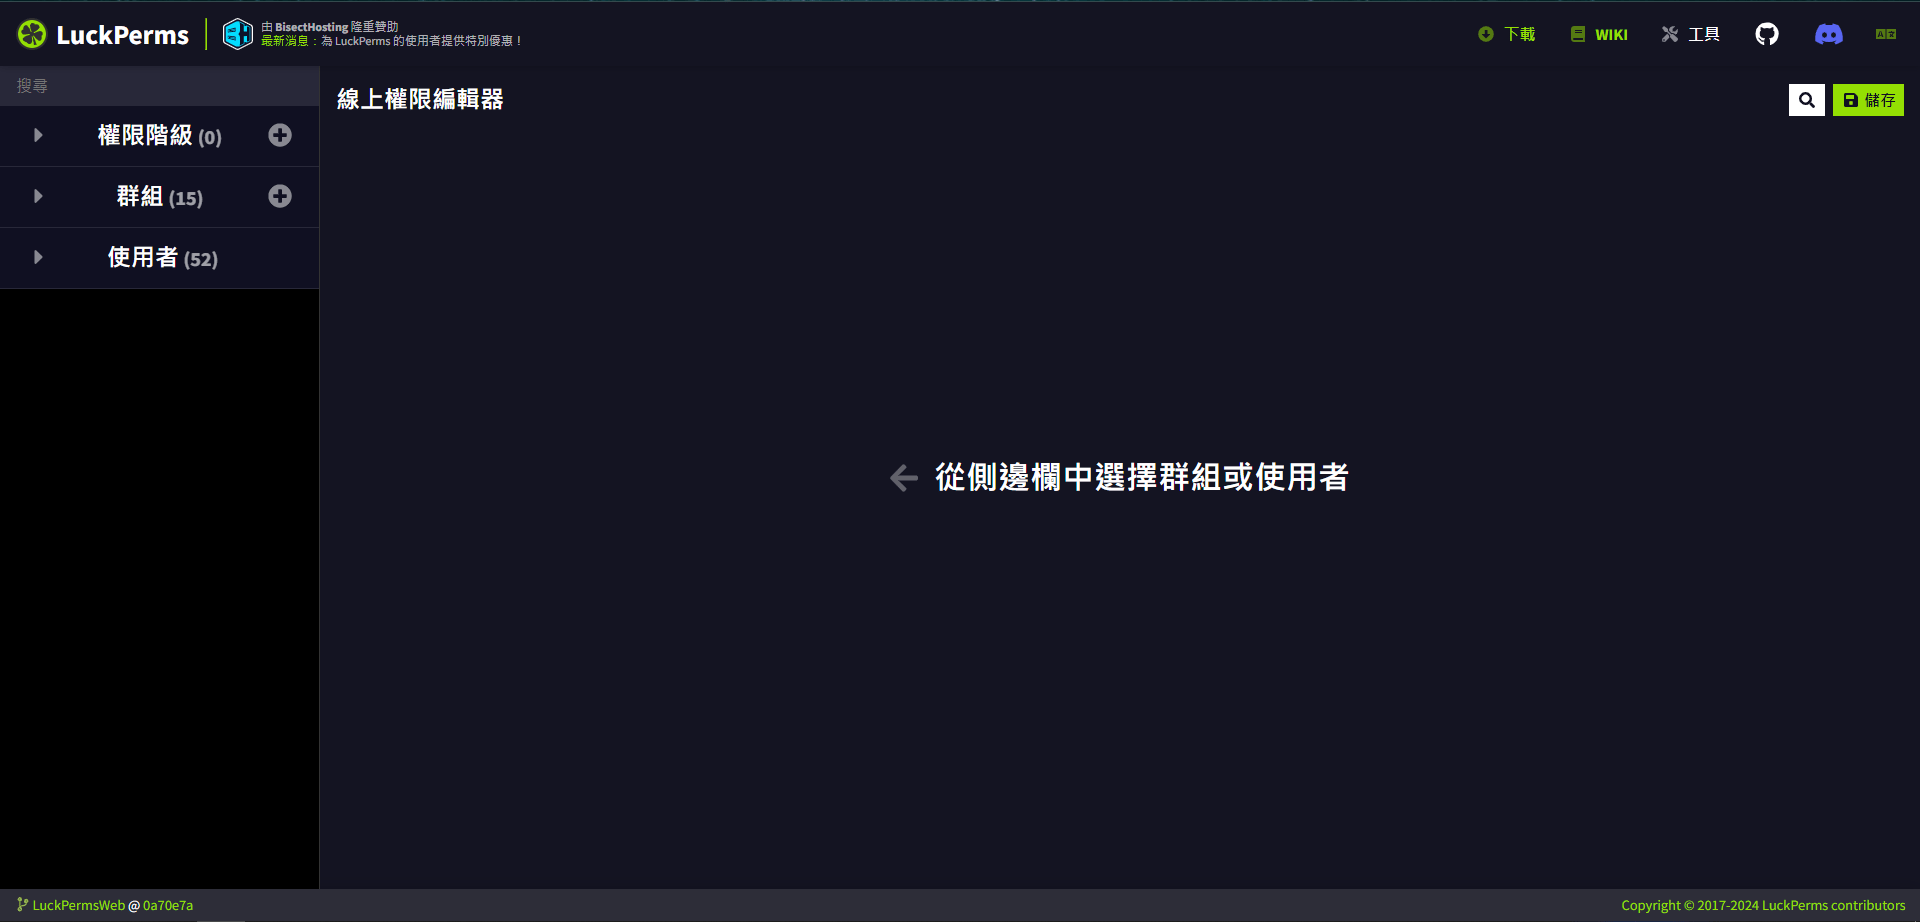 LuckPerms
由 BisectHosting 隆重贊助
最新消息：為 LuckPerms 的使用者提供特別優惠！
下載
WIKI
工具
搜尋
線上權限編輯器
儲存
權限階級 (0)
群組 (15)
使用者 (52)
從側邊欄中選擇群組或使用者
LuckPermsWeb @ 0a70e7a
Copyright © 2017-2024 LuckPerms contributors